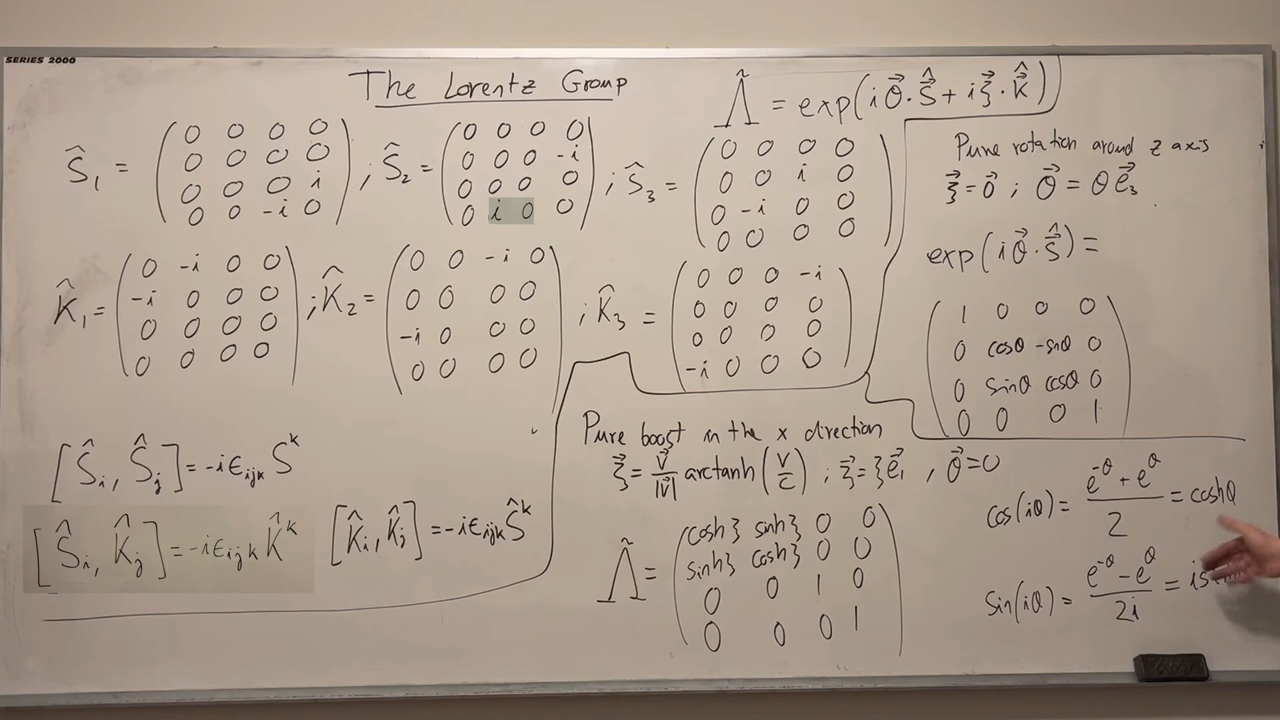 SERIES 2000
The Lorentz Group
Λ̃ = exp(i θ⃗·Ŝ⃗ + i ξ⃗·K̂⃗)
Ŝ₁ = (0 0 0 0
0 0 0 0
0 0 0 i
0 0 -i 0)
; Ŝ₂ = (0 0 0 0
0 0 0 -i
0 0 0 0
0 i 0 0)
; Ŝ₃ = (0 0 0 0
0 0 i 0
0 -i 0 0
0 0 0 0)
K̂₁ = (0 -i 0 0
-i 0 0 0
0 0 0 0
0 0 0 0)
; K̂₂ = (0 0 -i 0
0 0 0 0
-i 0 0 0
0 0 0 0)
; K̂₃ = (0 0 0 -i
0 0 0 0
0 0 0 0
-i 0 0 0)
[Ŝᵢ, Ŝⱼ] = -iϵᵢⱼₖ Sᵏ
[Ŝᵢ, K̂ⱼ] = -iϵᵢⱼₖ K̂ᵏ
[K̂ᵢ, K̂ⱼ] = -iϵᵢⱼₖ Ŝᵏ
Pure rotation around z axis
ξ⃗ = 0⃗ ; θ⃗ = θ e⃗₃
exp(i θ⃗·Ŝ⃗) =
(1 0 0 0
0 cosθ -sinθ 0
0 sinθ cosθ 0
0 0 0 1)
Pure boost in the x direction
ξ⃗ = V⃗/|V⃗| arctanh(V/c) ; ξ⃗ = ξ e⃗₁ , θ⃗ = 0
Λ̃ = (coshξ sinhξ 0 0
sinhξ coshξ 0 0
0 0 1 0
0 0 0 1)
cos(iθ) = (e^-θ + e^θ)/2 = coshθ
Sin(iθ) = (e^-θ - e^θ)/2i =